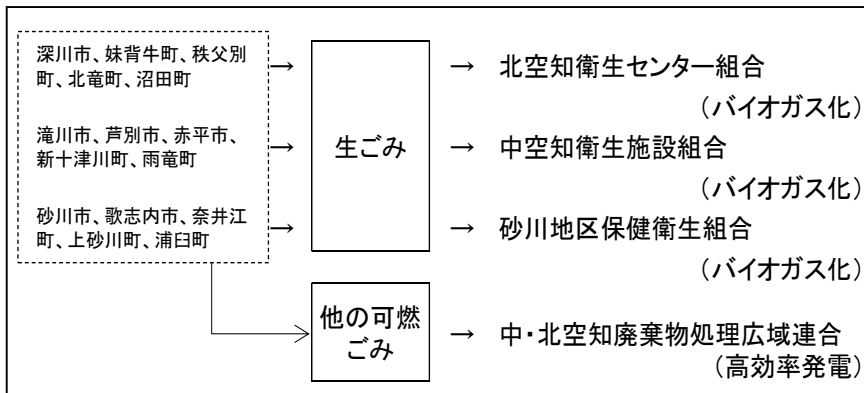 深川市、妹背牛町、秩父別
町、北竜町、沼田町
→
→
北空知衛生センター組合
(バイオガス化)
滝川市、芦別市、赤平市、
新十津川町、雨竜町
→
生ごみ
→
中空知衛生施設組合
(バイオガス化)
砂川市、歌志内市、奈井江
町、上砂川町、浦臼町
→
→
砂川地区保健衛生組合
(バイオガス化)
他の可燃
ごみ
→
中・北空知廃棄物処理広域連合
(高効率発電)